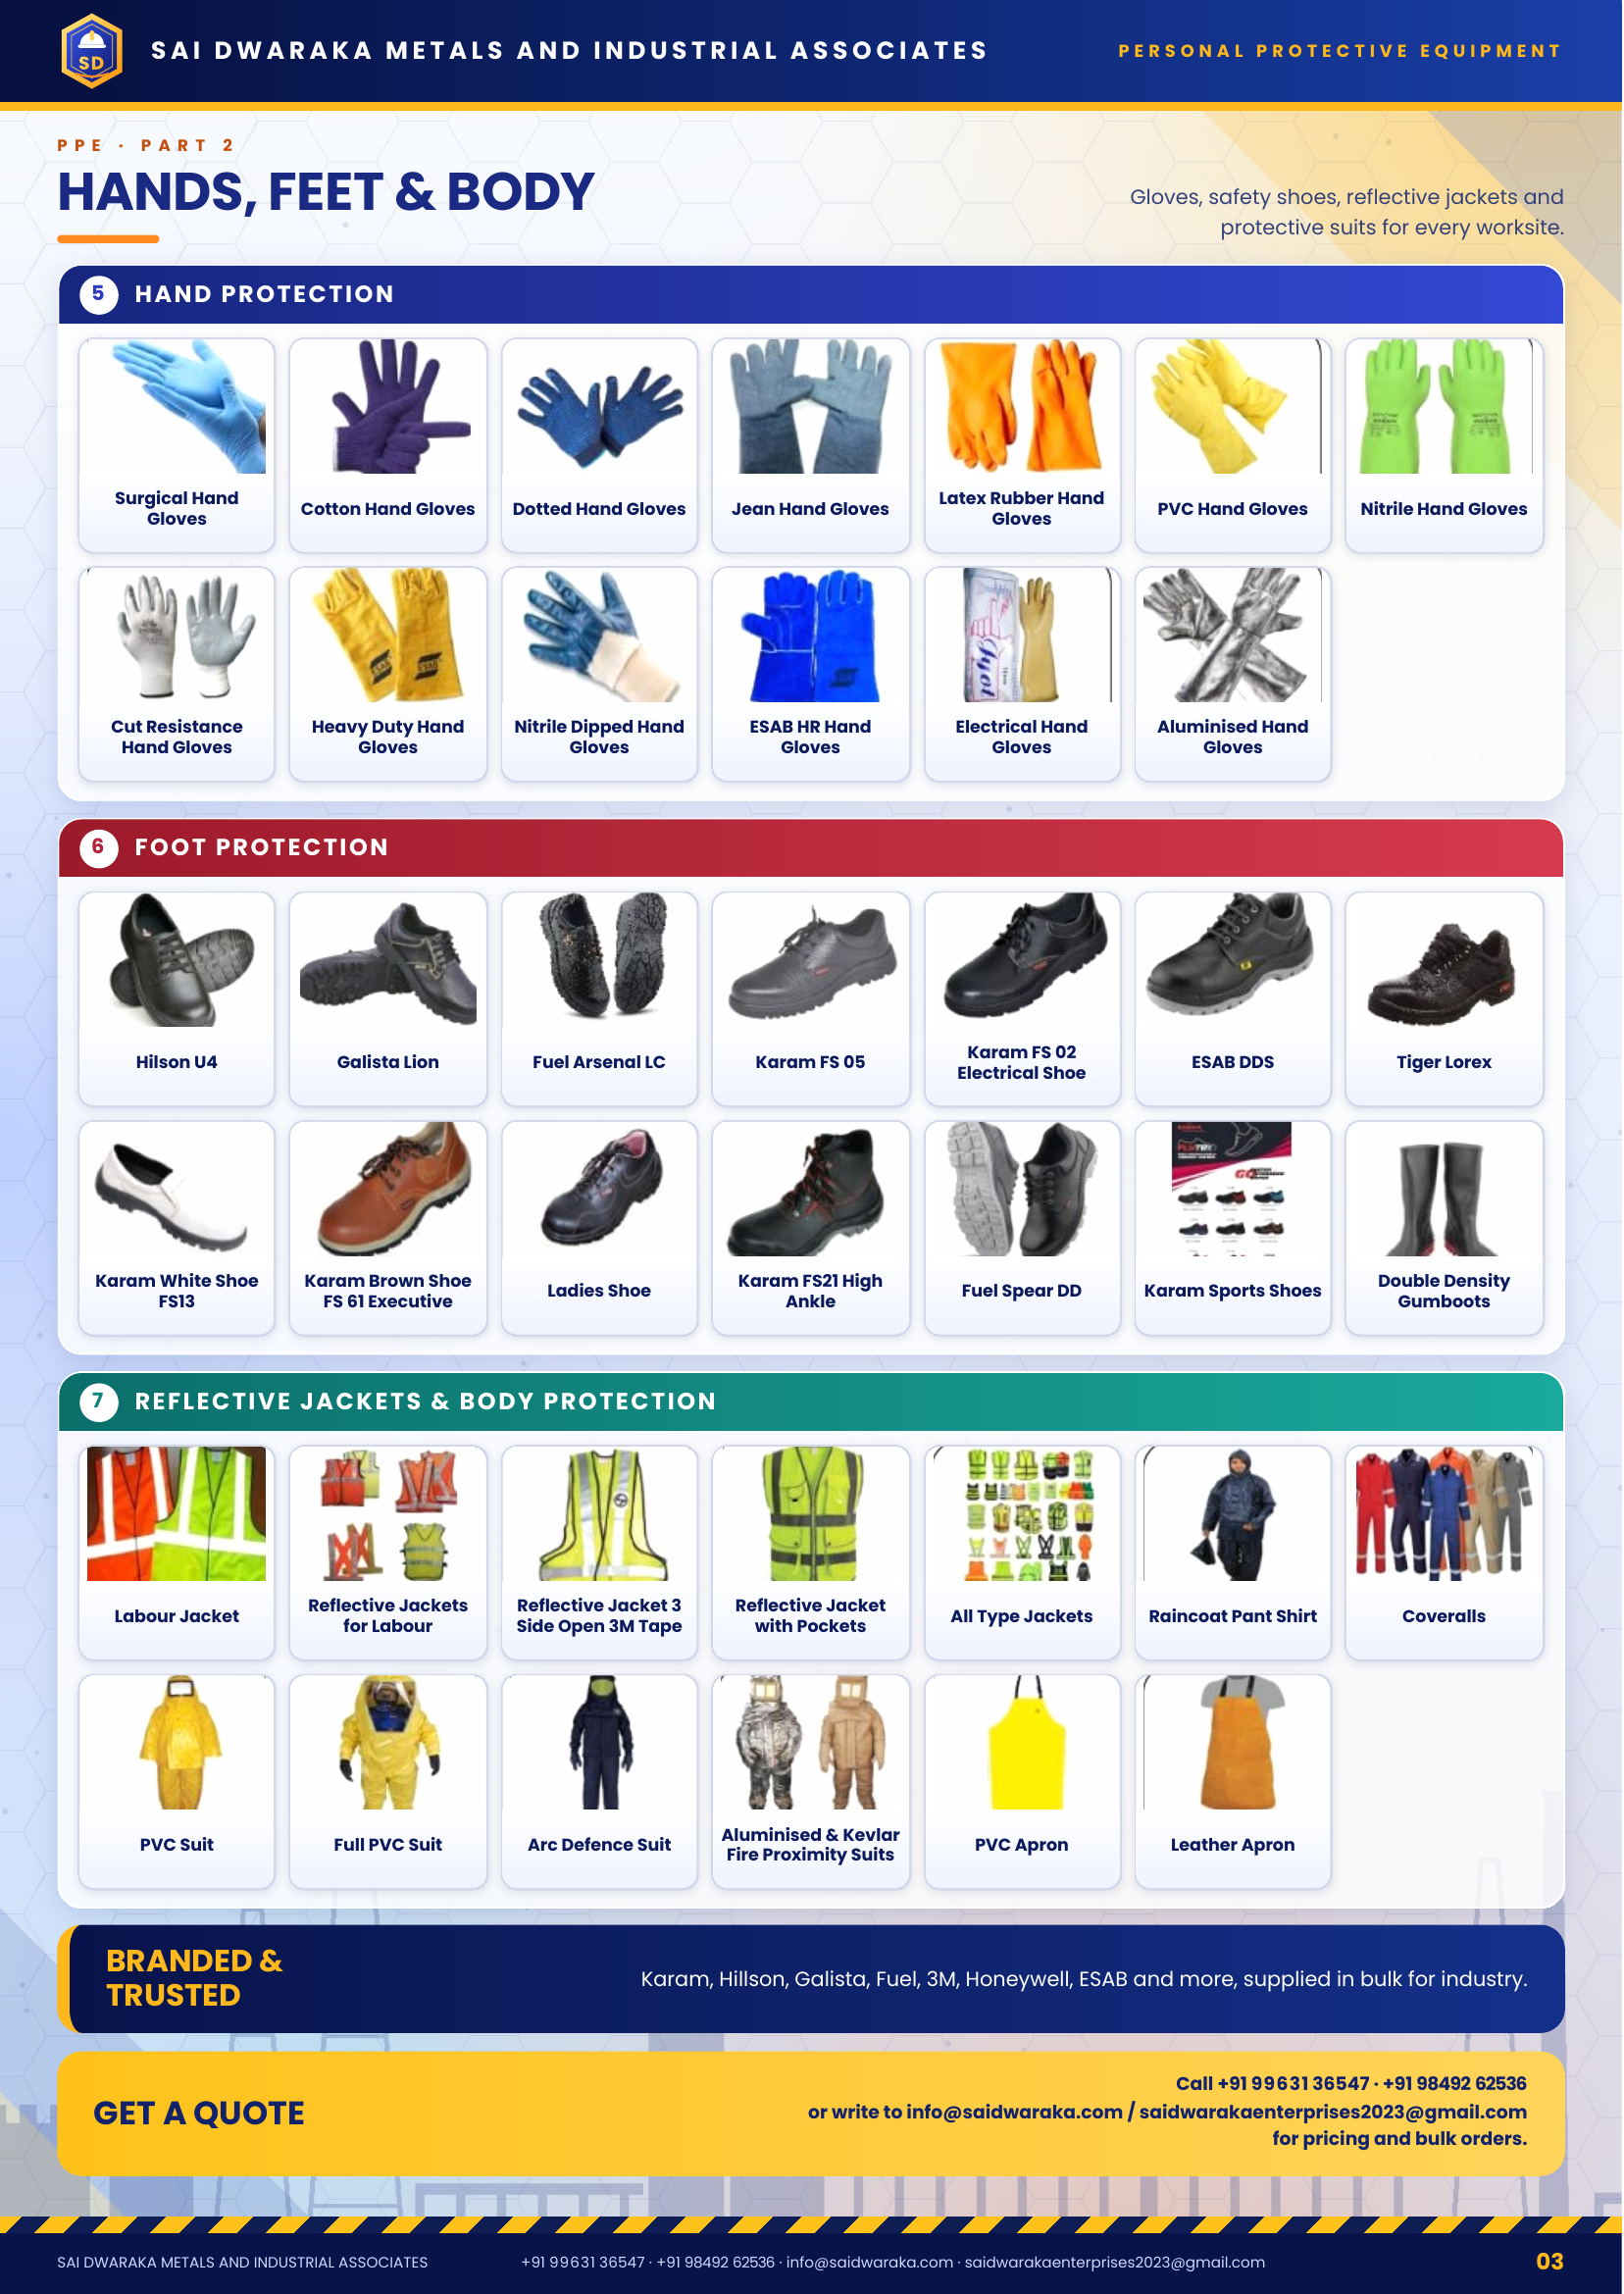 SD
SAI DWARAKA METALS AND INDUSTRIAL ASSOCIATES
PERSONAL PROTECTIVE EQUIPMENT
PPE · PART 2
HANDS, FEET & BODY
Gloves, safety shoes, reflective jackets and
protective suits for every worksite.
5 HAND PROTECTION
Surgical Hand
Gloves
Cotton Hand Gloves
Dotted Hand Gloves
Jean Hand Gloves
Latex Rubber Hand
Gloves
PVC Hand Gloves
Nitrile Hand Gloves
ESAB
ESAB
Jyot
Cut Resistance
Hand Gloves
Heavy Duty Hand
Gloves
Nitrile Dipped Hand
Gloves
ESAB HR Hand
Gloves
Electrical Hand
Gloves
Aluminised Hand
Gloves
6 FOOT PROTECTION
Hilson U4
Galista Lion
Fuel Arsenal LC
Karam FS 05
Karam FS 02
Electrical Shoe
ESAB DDS
Tiger Lorex
Karam White Shoe
FS13
Karam Brown Shoe
FS 61 Executive
Ladies Shoe
Karam FS21 High
Ankle
Fuel Spear DD
Karam Sports Shoes
Double Density
Gumboots
7 REFLECTIVE JACKETS & BODY PROTECTION
Labour Jacket
Reflective Jackets
for Labour
Reflective Jacket 3
Side Open 3M Tape
Reflective Jacket
with Pockets
All Type Jackets
Raincoat Pant Shirt
Coveralls
PVC Suit
Full PVC Suit
Arc Defence Suit
Aluminised & Kevlar
Fire Proximity Suits
PVC Apron
Leather Apron
BRANDED &
TRUSTED
Karam, Hillson, Galista, Fuel, 3M, Honeywell, ESAB and more, supplied in bulk for industry.
GET A QUOTE
Call +91 99631 36547 · +91 98492 62536
or write to info@saidwaraka.com / saidwarakaenterprises2023@gmail.com
for pricing and bulk orders.
SAI DWARAKA METALS AND INDUSTRIAL ASSOCIATES
+91 99631 36547 · +91 98492 62536 · info@saidwaraka.com · saidwarakaenterprises2023@gmail.com
03